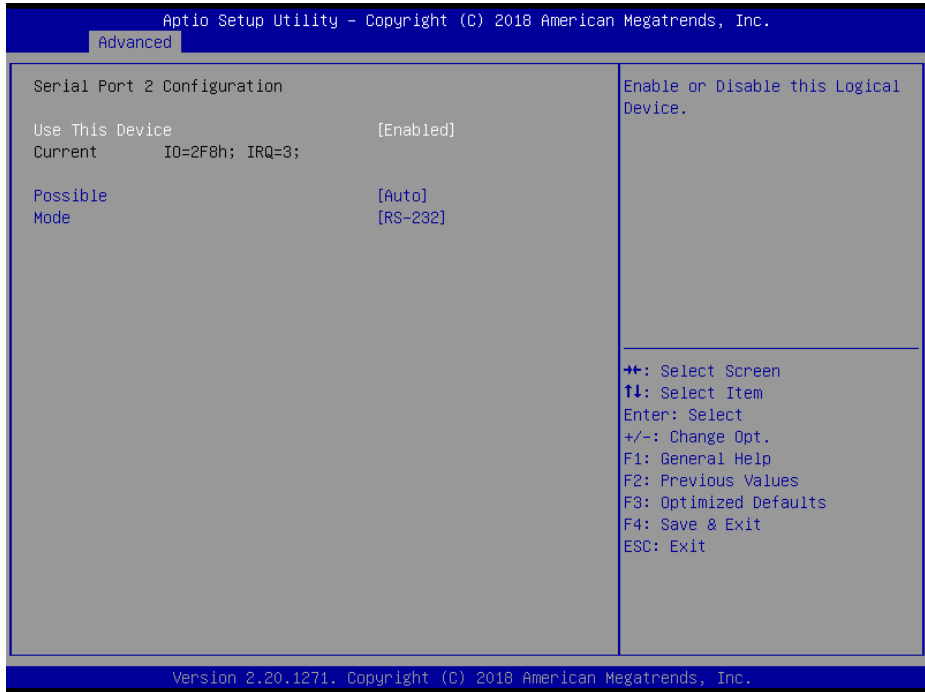 Aptio Setup Utility – Copyright (C) 2018 American Megatrends, Inc.
Advanced
Serial Port 2 Configuration
Use This Device [Enabled]
Current IO=2F8h; IRQ=3;
Possible [Auto]
Mode [RS-232]
Enable or Disable this Logical
Device.
→←: Select Screen
↑↓: Select Item
Enter: Select
+/-: Change Opt.
F1: General Help
F2: Previous Values
F3: Optimized Defaults
F4: Save & Exit
ESC: Exit
Version 2.20.1271. Copyright (C) 2018 American Megatrends, Inc.